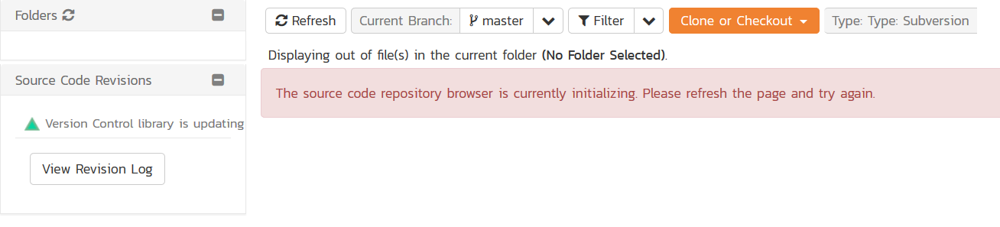 Folders
Refresh Current Branch: master Filter Clone or Checkout Type: Type: Subversion
Displaying out of file(s) in the current folder (No Folder Selected).
Source Code Revisions
The source code repository browser is currently initializing. Please refresh the page and try again.
Version Control library is updating
View Revision Log